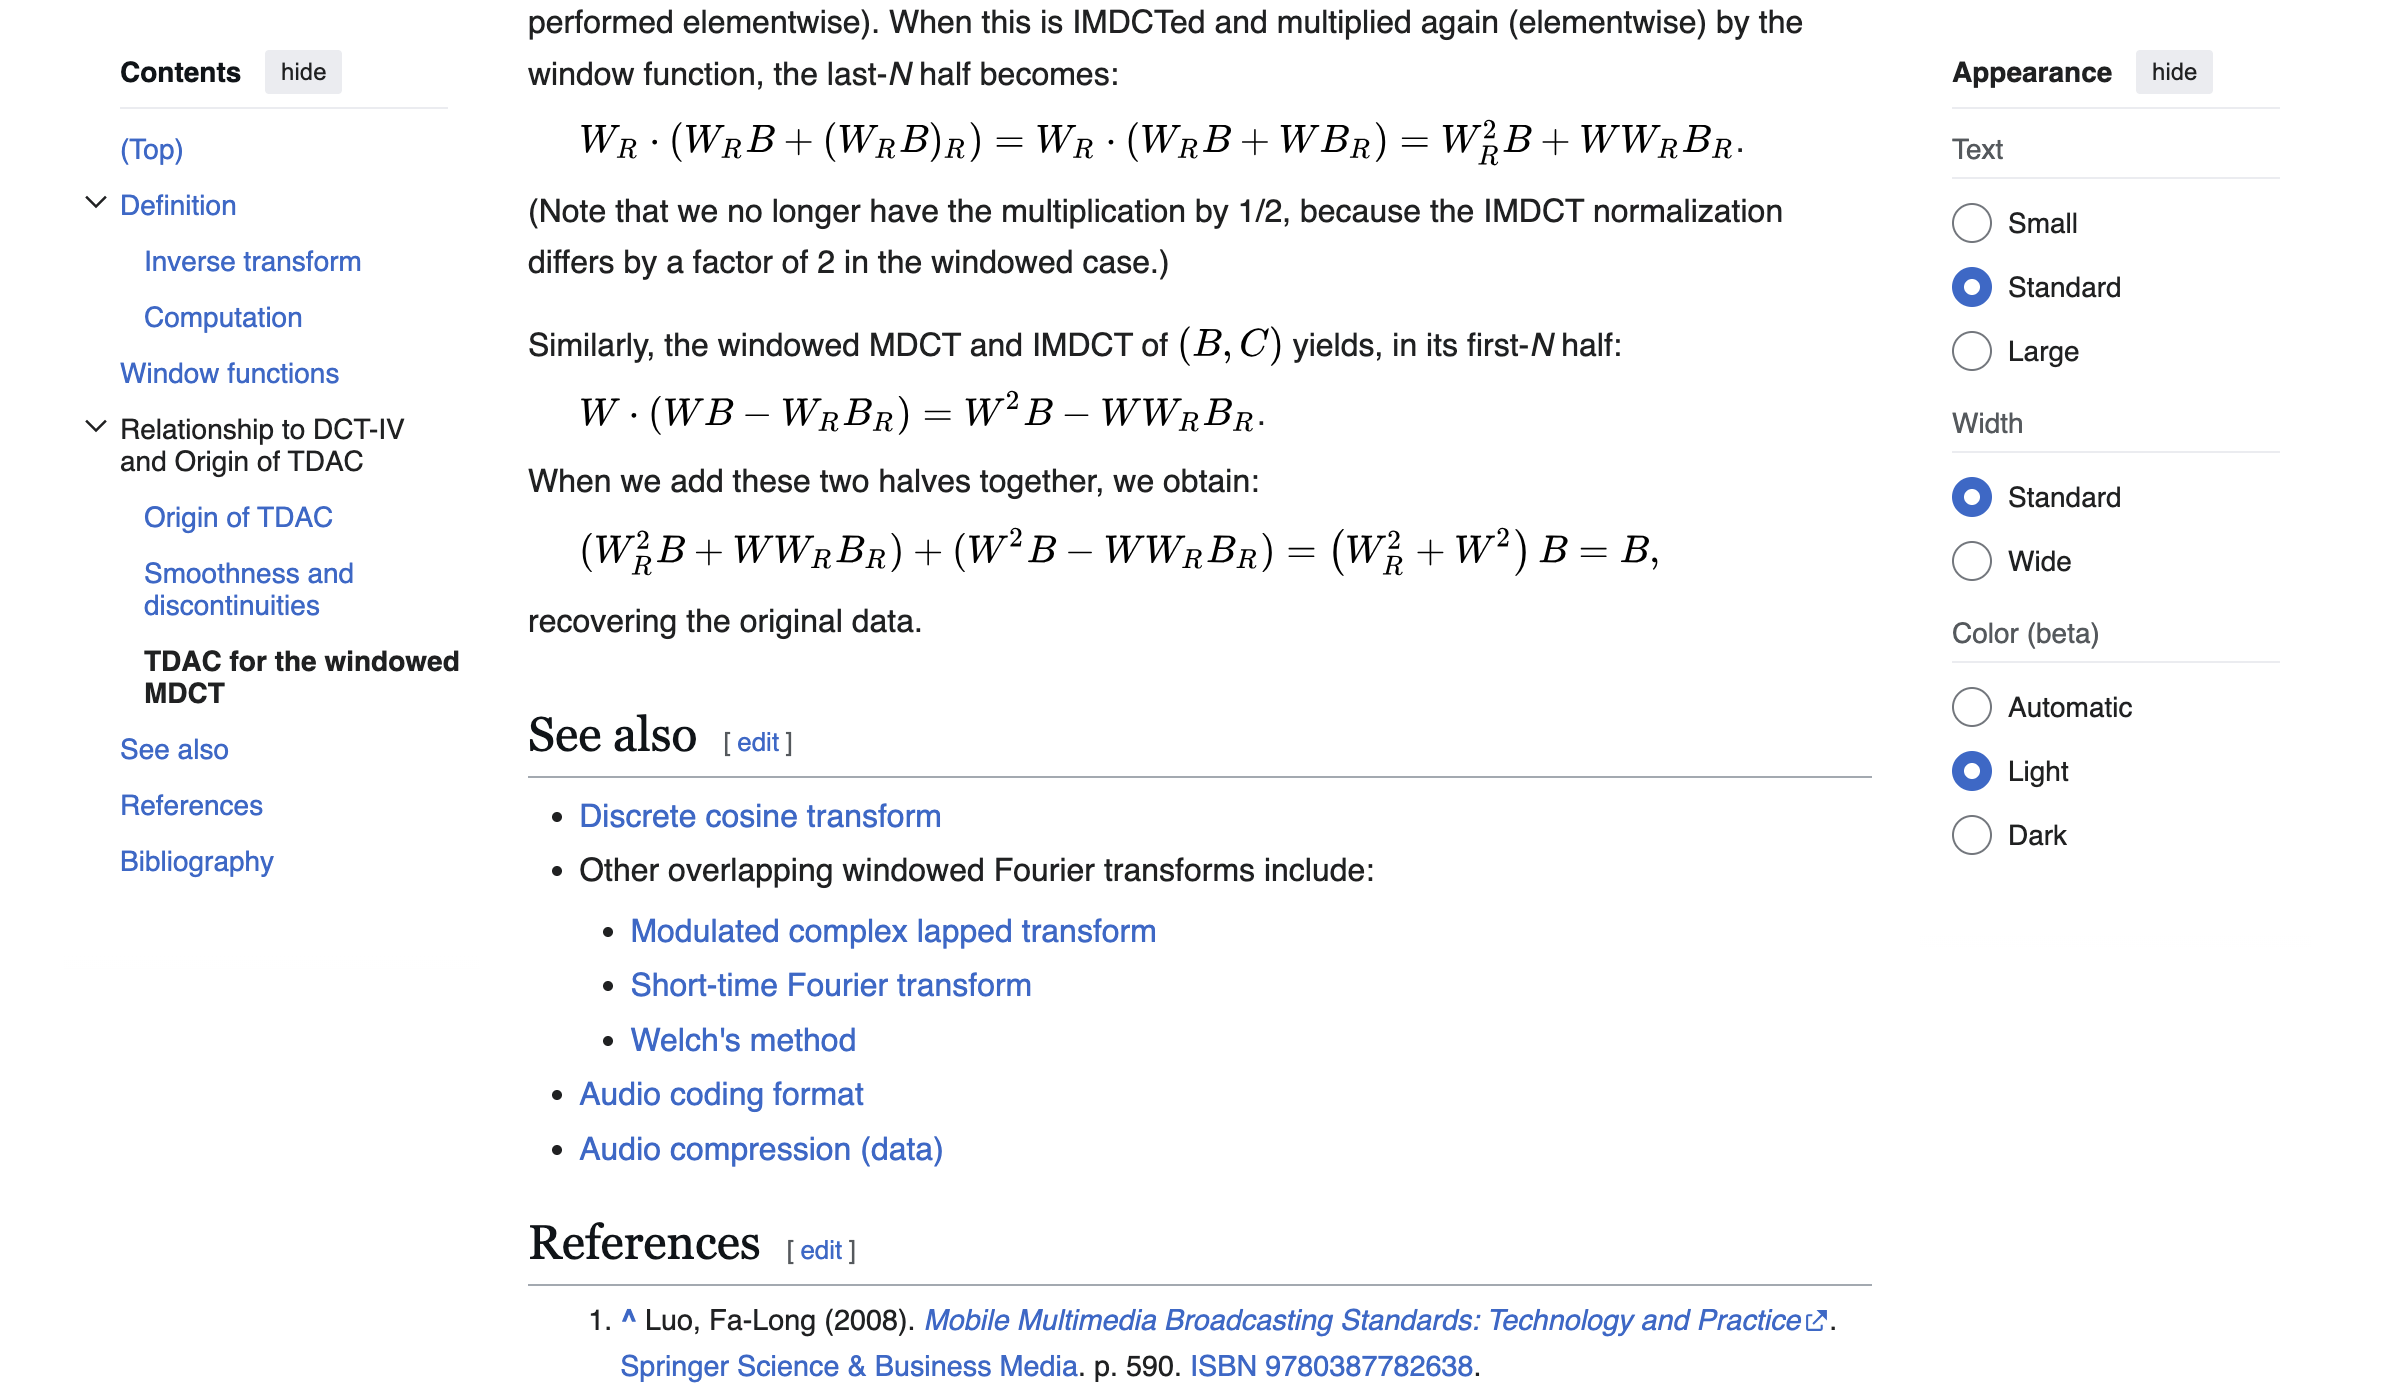 Contents hide
(Top)
Definition
Inverse transform
Computation
Window functions
Relationship to DCT-IV
and Origin of TDAC
Origin of TDAC
Smoothness and
discontinuities
TDAC for the windowed
MDCT
See also
References
Bibliography
performed elementwise). When this is IMDCTed and multiplied again (elementwise) by the
window function, the last-N half becomes:
W_R · (W_R B + (W_R B)_R) = W_R · (W_R B + W B_R) = W_R^2 B + W W_R B_R.
(Note that we no longer have the multiplication by 1/2, because the IMDCT normalization
differs by a factor of 2 in the windowed case.)
Similarly, the windowed MDCT and IMDCT of (B, C) yields, in its first-N half:
W · (W B − W_R B_R) = W^2 B − W W_R B_R.
When we add these two halves together, we obtain:
(W_R^2 B + W W_R B_R) + (W^2 B − W W_R B_R) = (W_R^2 + W^2) B = B,
recovering the original data.
See also [ edit ]
• Discrete cosine transform
• Other overlapping windowed Fourier transforms include:
• Modulated complex lapped transform
• Short-time Fourier transform
• Welch's method
• Audio coding format
• Audio compression (data)
References [ edit ]
1. ^ Luo, Fa-Long (2008). Mobile Multimedia Broadcasting Standards: Technology and Practice.
Springer Science & Business Media. p. 590. ISBN 9780387782638.
Appearance hide
Text
Small
Standard
Large
Width
Standard
Wide
Color (beta)
Automatic
Light
Dark